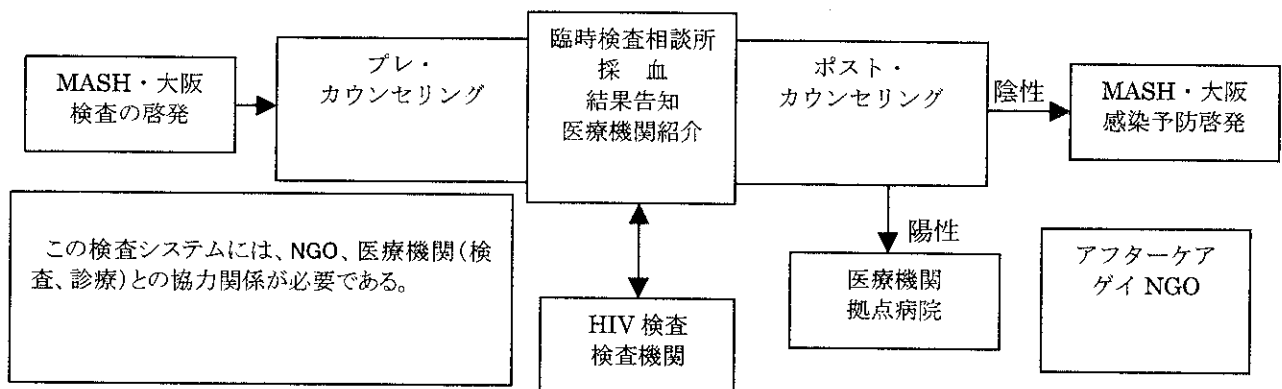 MASH・大阪
検査の啓発
プレ・
カウンセリング
臨時検査相談所
採 血
結果告知
医療機関紹介
ポスト・
カウンセリング
陰性
MASH・大阪
感染予防啓発
この検査システムには、NGO、医療機関(検
査、診療)との協力関係が必要である。
陽性
HIV 検査
検査機関
医療機関
拠点病院
アフターケア
ゲイ NGO